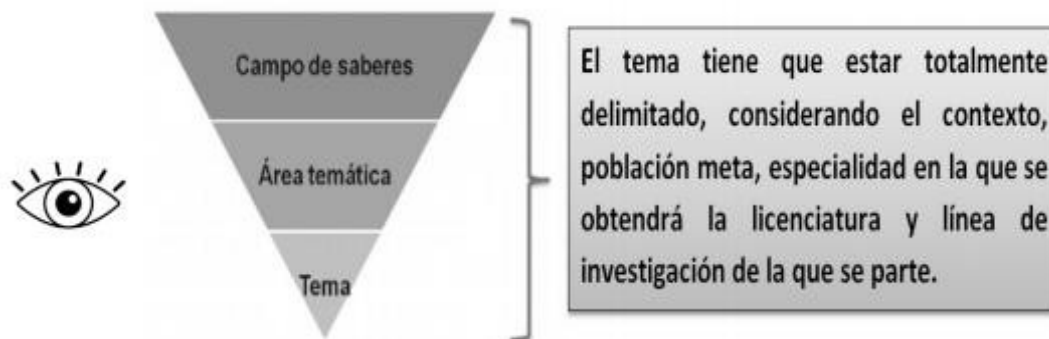 Campo de saberes
Área temática
Tema
El tema tiene que estar totalmente
delimitado, considerando el contexto,
población meta, especialidad en la que se
obtendrá la licenciatura y línea de
investigación de la que se parte.